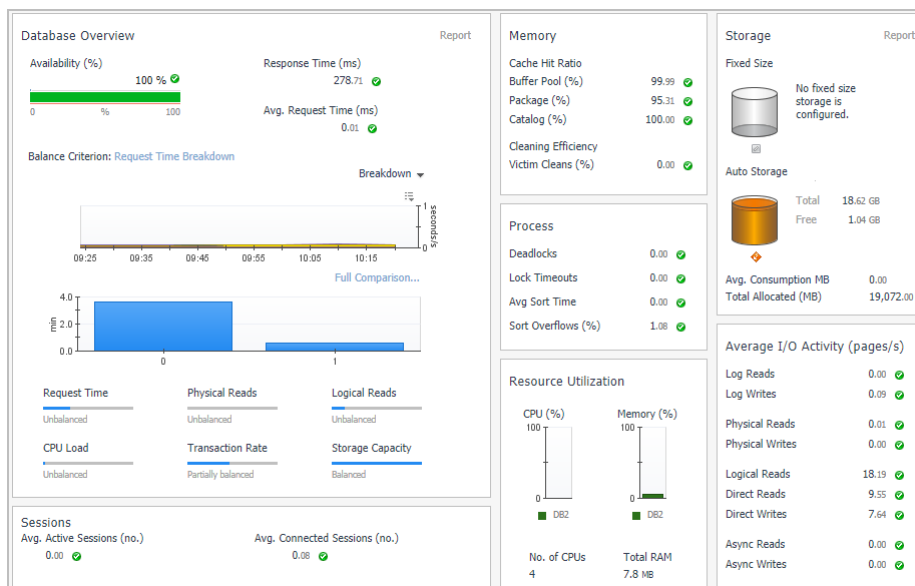 Database Overview
Report
Availability (%)
100 %
0 % 100
Response Time (ms)
278.71
Avg. Request Time (ms)
0.01
Balance Criterion: Request Time Breakdown
Breakdown
1
seconds/s
0
09:25 09:35 09:45 09:55 10:05 10:15
Full Comparison...
4.0
2.0
0.0
min
0 1
Request Time
Unbalanced
Physical Reads
Unbalanced
Logical Reads
Unbalanced
CPU Load
Unbalanced
Transaction Rate
Partially balanced
Storage Capacity
Balanced
Sessions
Avg. Active Sessions (no.)
0.00
Avg. Connected Sessions (no.)
0.08
Memory
Cache Hit Ratio
Buffer Pool (%) 99.99
Package (%) 95.31
Catalog (%) 100.00
Cleaning Efficiency
Victim Cleans (%) 0.00
Process
Deadlocks 0.00
Lock Timeouts 0.00
Avg Sort Time 0.00
Sort Overflows (%) 1.08
Resource Utilization
CPU (%)
100
0
DB2
Memory (%)
100
0
DB2
No. of CPUs
4
Total RAM
7.8 MB
Storage
Report
Fixed Size
No fixed size
storage is
configured.
Auto Storage
Total 18.62 GB
Free 1.04 GB
Avg. Consumption MB 0.00
Total Allocated (MB) 19,072.00
Average I/O Activity (pages/s)
Log Reads 0.00
Log Writes 0.09
Physical Reads 0.01
Physical Writes 0.00
Logical Reads 18.19
Direct Reads 9.55
Direct Writes 7.64
Async Reads 0.00
Async Writes 0.00